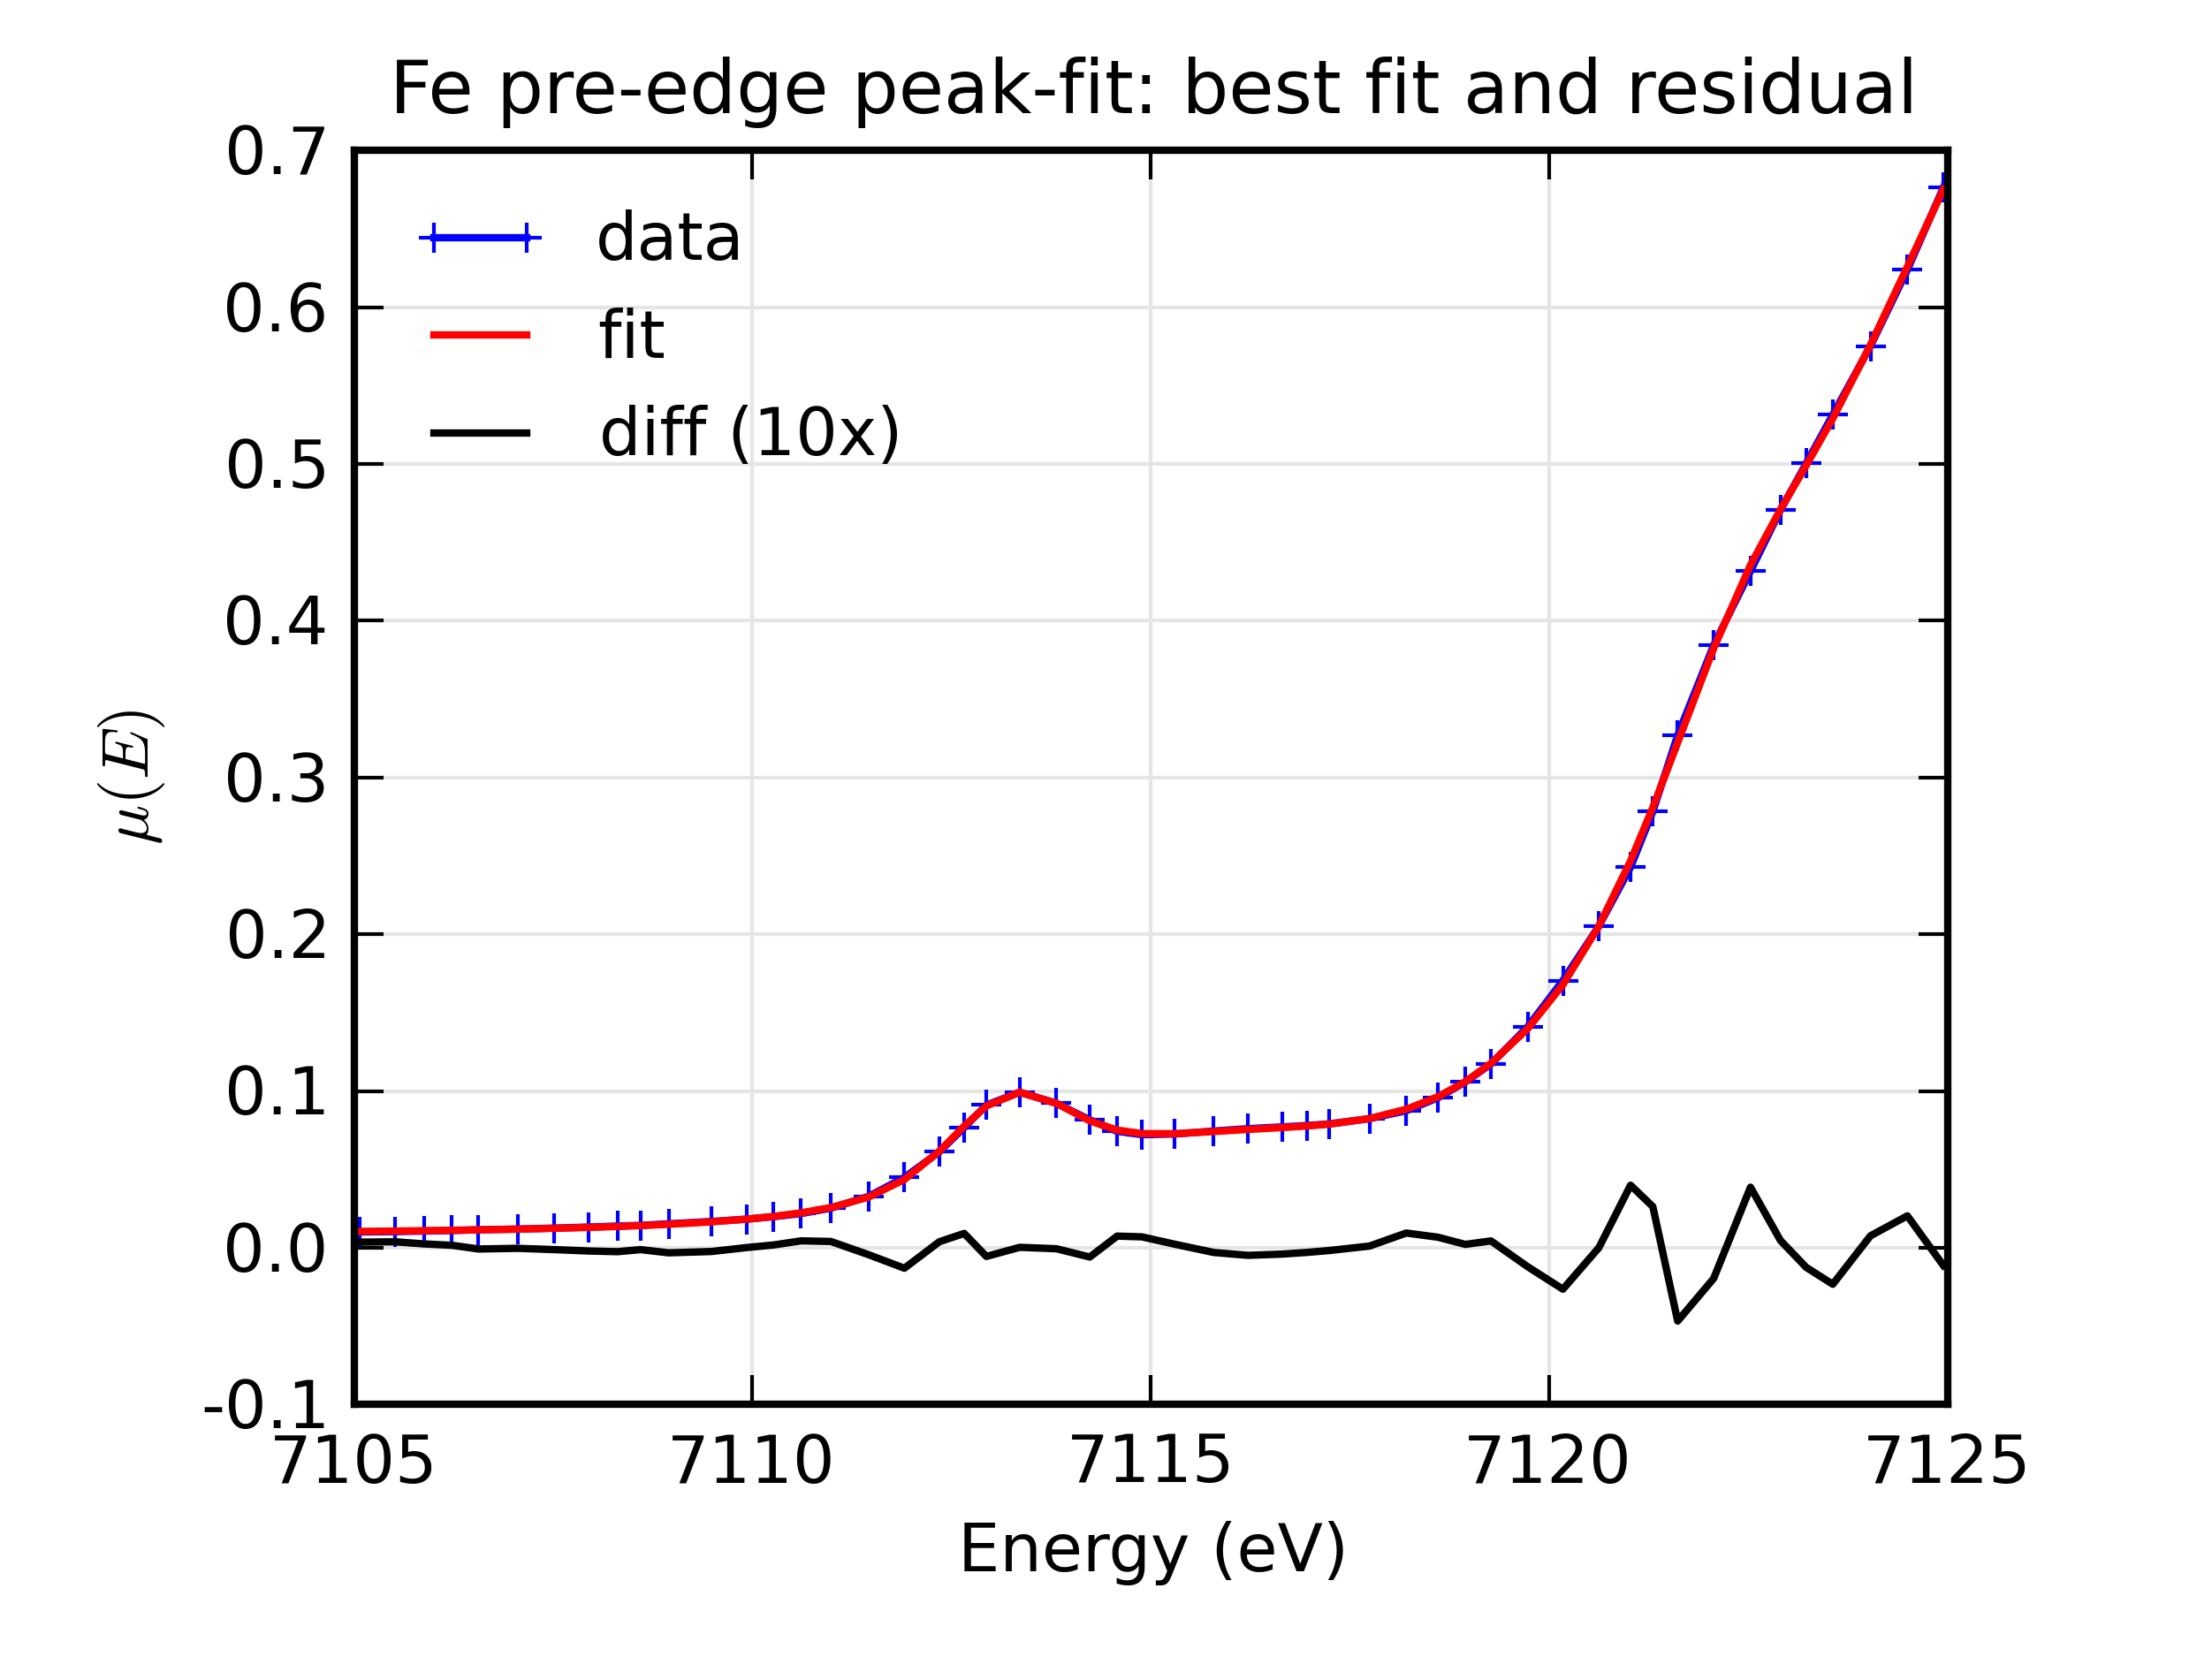 Fe pre-edge peak-fit: best fit and residual
0.7
0.6
0.5
0.4
0.3
0.2
0.1
0.0
-0.1
μ(E)
data
fit
diff (10x)
7105 7110 7115 7120 7125
Energy (eV)